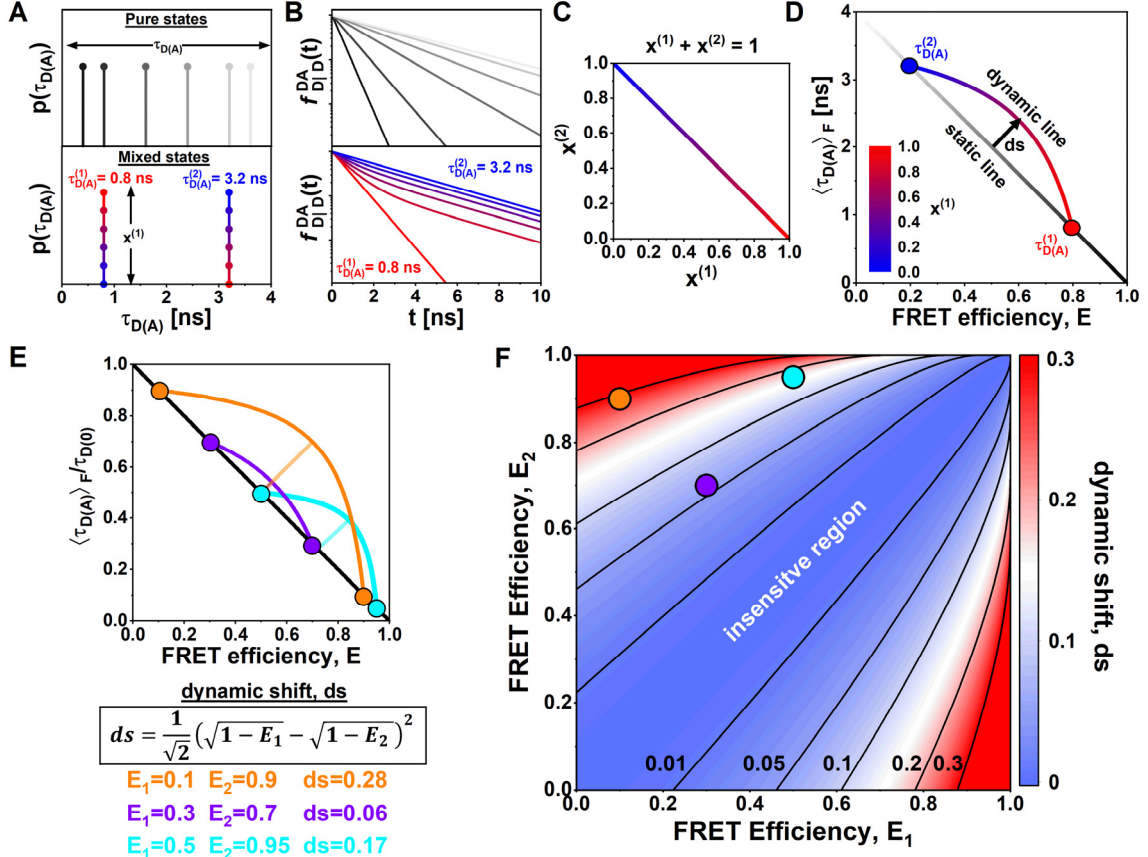 A
Pure states
τD(A)
p(τD(A))
Mixed states
τD(A)(1) = 0.8 ns
τD(A)(2) = 3.2 ns
x(1)
p(τD(A))
0 1 2 3 4
τD(A) [ns]
B
f D|D DA (t)
τD(A)(2) = 3.2 ns
f D|D DA (t)
τD(A)(1) = 0.8 ns
0 2 4 6 8 10
t [ns]
C
x(1) + x(2) = 1
1.0
0.8
0.6
0.4
0.2
0.0
x(2)
0.0 0.2 0.4 0.6 0.8 1.0
x(1)
D
4
3
2
1
0
⟨τD(A)⟩F [ns]
τD(A)(2)
dynamic line
ds
static line
1.0
0.8
0.6
0.4
0.2
0.0
x(1)
τD(A)(1)
0.0 0.2 0.4 0.6 0.8 1.0
FRET efficiency, E
E
1.0
0.8
0.6
0.4
0.2
0.0
⟨τD(A)⟩F/τD(0)
0.0 0.2 0.4 0.6 0.8 1.0
FRET efficiency, E
dynamic shift, ds
ds = 1/√2 (√1 − E1 − √1 − E2)2
E1=0.1 E2=0.9 ds=0.28
E1=0.3 E2=0.7 ds=0.06
E1=0.5 E2=0.95 ds=0.17
F
1.0
0.8
0.6
0.4
0.2
0.0
FRET Efficiency, E2
insensitve region
0.01 0.05 0.1 0.2 0.3
0.0 0.2 0.4 0.6 0.8 1.0
FRET Efficiency, E1
0.3
0.2
0.1
0
dynamic shift, ds